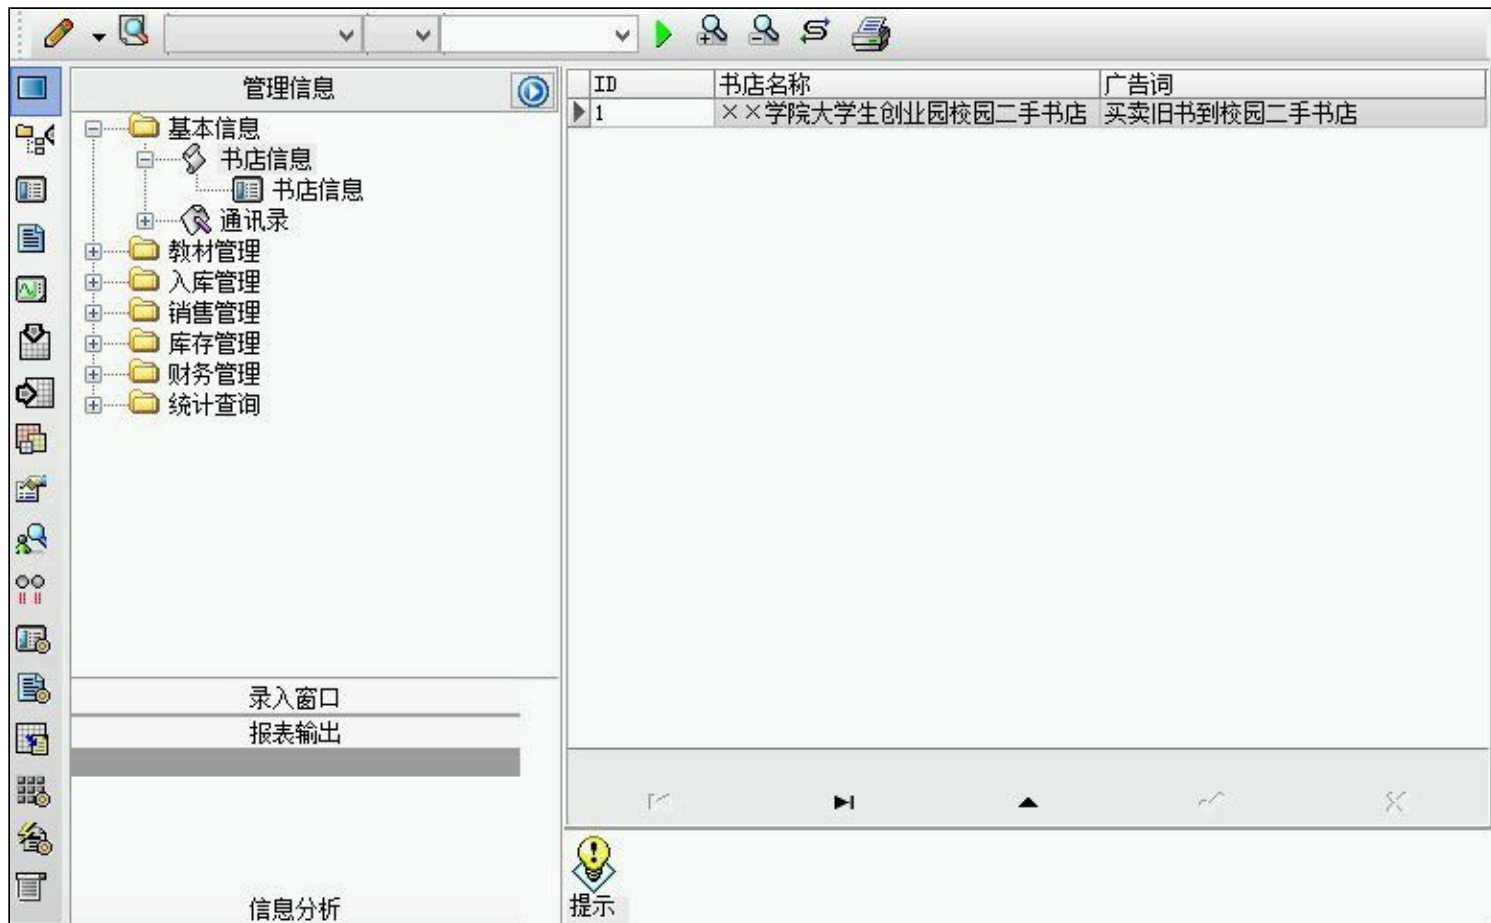 管理信息
基本信息
书店信息
书店信息
通讯录
教材管理
入库管理
销售管理
库存管理
财务管理
统计查询
录入窗口
报表输出
信息分析
ID 书店名称 广告词
1 ××学院大学生创业园校园二手书店 买卖旧书到校园二手书店
提示